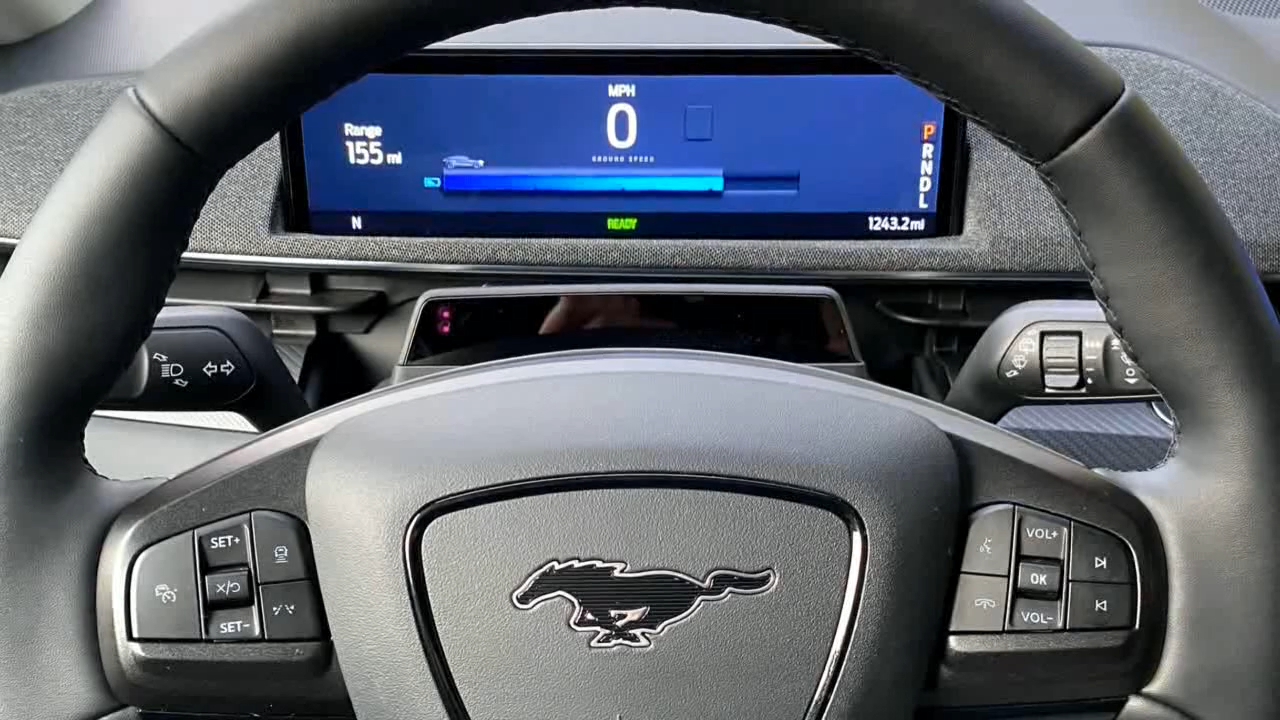 MPH
0
GROUND SPEED
Range
155 mi
P
R
N
D
L
N
READY
1243.2 mi
SET+
SET-
VOL+
OK
VOL-